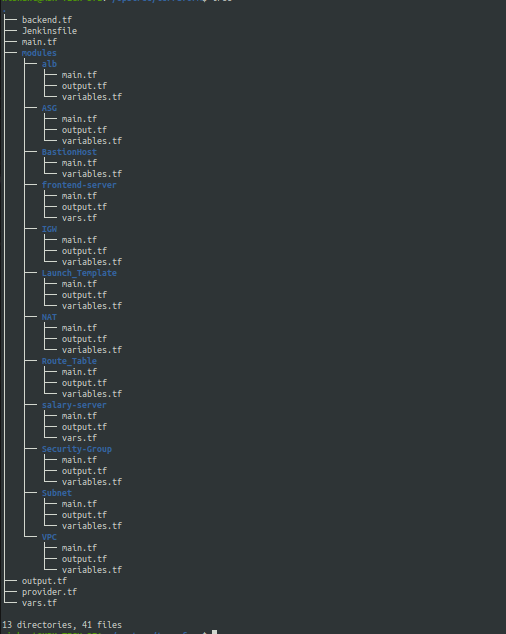 .
├── backend.tf
├── Jenkinsfile
├── main.tf
├── modules
│   ├── alb
│   │   ├── main.tf
│   │   ├── output.tf
│   │   └── variables.tf
│   ├── ASG
│   │   ├── main.tf
│   │   ├── output.tf
│   │   └── variables.tf
│   ├── BastionHost
│   │   ├── main.tf
│   │   └── variables.tf
│   ├── frontend-server
│   │   ├── main.tf
│   │   ├── output.tf
│   │   └── vars.tf
│   ├── IGW
│   │   ├── main.tf
│   │   ├── output.tf
│   │   └── variables.tf
│   ├── Launch_Template
│   │   ├── main.tf
│   │   ├── output.tf
│   │   └── variables.tf
│   ├── NAT
│   │   ├── main.tf
│   │   ├── output.tf
│   │   └── variables.tf
│   ├── Route_Table
│   │   ├── main.tf
│   │   ├── output.tf
│   │   └── variables.tf
│   ├── salary-server
│   │   ├── main.tf
│   │   ├── output.tf
│   │   └── vars.tf
│   ├── Security-Group
│   │   ├── main.tf
│   │   ├── output.tf
│   │   └── variables.tf
│   ├── Subnet
│   │   ├── main.tf
│   │   ├── output.tf
│   │   └── variables.tf
│   └── VPC
│       ├── main.tf
│       ├── output.tf
│       └── variables.tf
├── output.tf
├── provider.tf
└── vars.tf
13 directories, 41 files